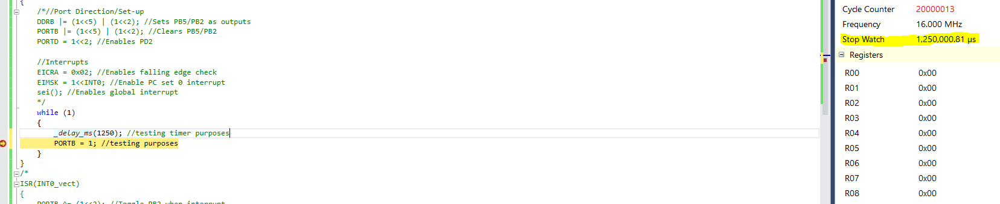 {
/*//Port Direction/Set-up
DDRB |= (1<<5) | (1<<2); //Sets PB5/PB2 as outputs
PORTB |= (1<<5) | (1<<2); //Clears PB5/PB2
PORTD = 1<<2; //Enables PD2
//Interrupts
EICRA = 0x02; //Enables falling edge check
EIMSK = 1<<INT0; //Enable PC set 0 interrupt
sei(); //Enables global interrupt
*/
while (1)
{
_delay_ms(1250); //testing timer purposes
PORTB = 1; //testing purposes
}
}
/*
ISR(INT0_vect)
{
PORTB ^= (1<<2); //Toggle PB2 when interrupt
Cycle Counter 20000013
Frequency 16.000 MHz
Stop Watch 1,250,000.81 µs
Registers
R00 0x00
R01 0x00
R02 0x00
R03 0x00
R04 0x00
R05 0x00
R06 0x00
R07 0x00
R08 0x00